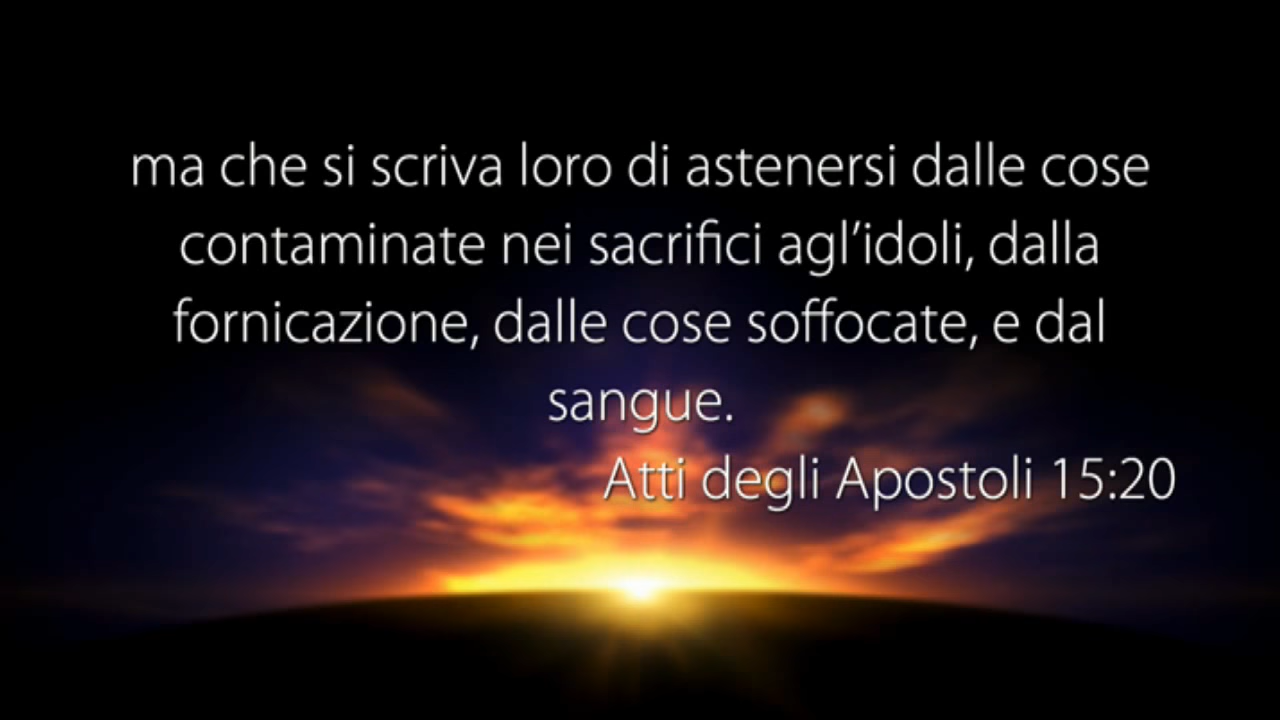 ma che si scriva loro di astenersi dalle cose
contaminate nei sacrifici agl’idoli, dalla
fornicazione, dalle cose soffocate, e dal
sangue.
Atti degli Apostoli 15:20